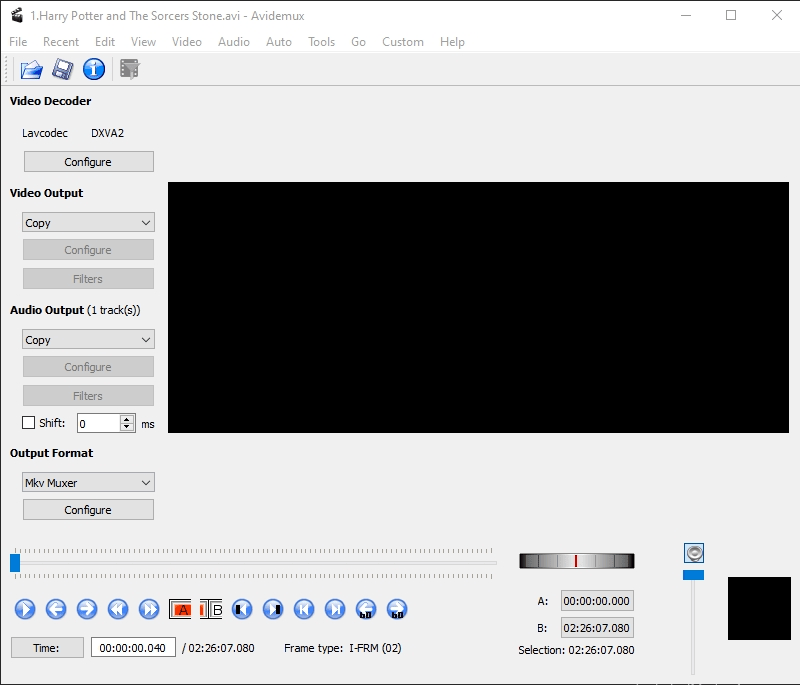 1.Harry Potter and The Sorcers Stone.avi - Avidemux
File Recent Edit View Video Audio Auto Tools Go Custom Help
Video Decoder
Lavcodec DXVA2
Configure
Video Output
Copy
Configure
Filters
Audio Output (1 track(s))
Copy
Configure
Filters
Shift: 0 ms
Output Format
Mkv Muxer
Configure
A B 60 60
A: 00:00:00.000
B: 02:26:07.080
Time: 00:00:00.040 / 02:26:07.080 Frame type: I-FRM (02)
Selection: 02:26:07.080